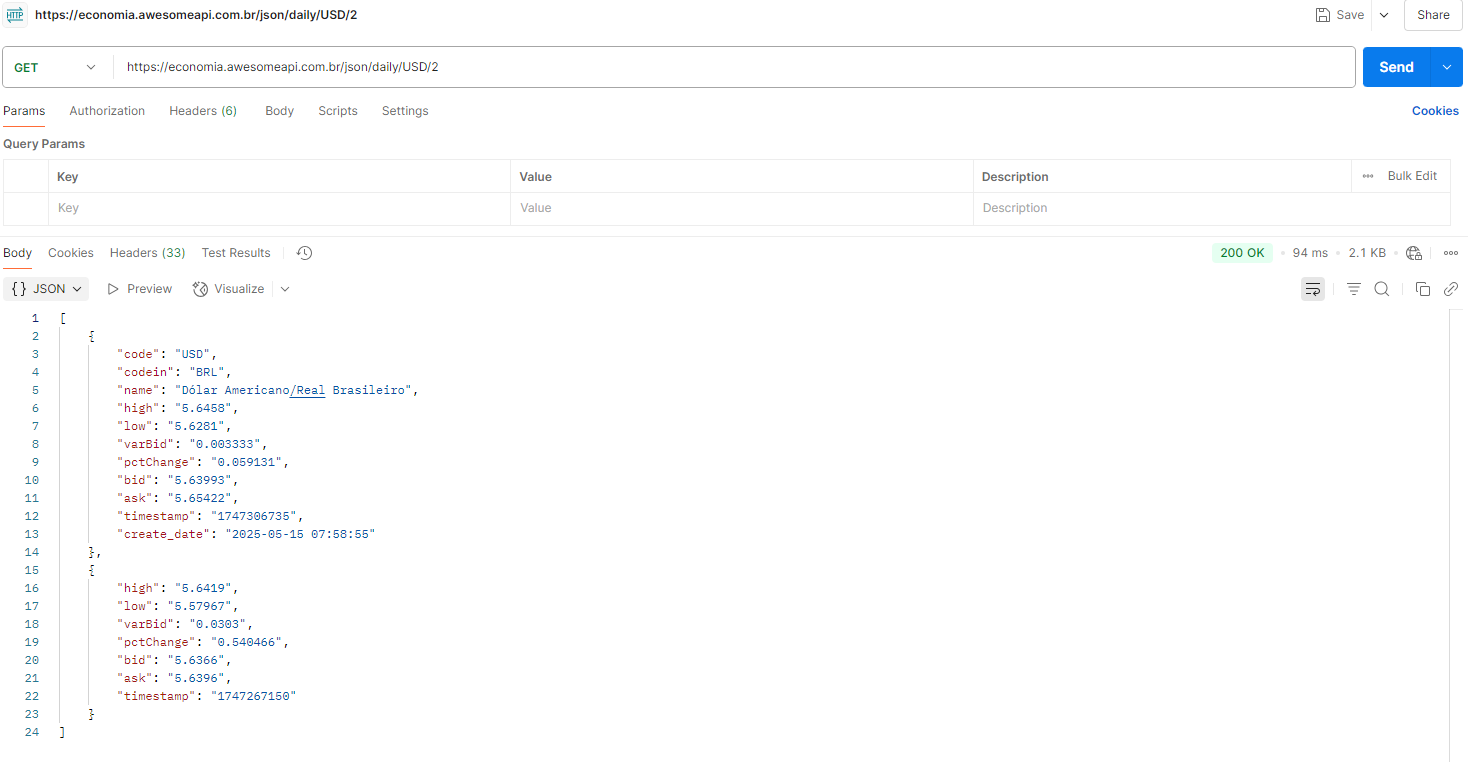 HTTP https://economia.awesomeapi.com.br/json/daily/USD/2 Save Share
GET https://economia.awesomeapi.com.br/json/daily/USD/2 Send
Params Authorization Headers (6) Body Scripts Settings Cookies
Query Params
Key Value Description ••• Bulk Edit
Key Value Description
Body Cookies Headers (33) Test Results 200 OK • 94 ms • 2.1 KB • •••
{} JSON Preview Visualize
1 [
2 {
3 "code": "USD",
4 "codein": "BRL",
5 "name": "Dólar Americano/Real Brasileiro",
6 "high": "5.6458",
7 "low": "5.6281",
8 "varBid": "0.003333",
9 "pctChange": "0.059131",
10 "bid": "5.63993",
11 "ask": "5.65422",
12 "timestamp": "1747306735",
13 "create_date": "2025-05-15 07:58:55"
14 },
15 {
16 "high": "5.6419",
17 "low": "5.57967",
18 "varBid": "0.0303",
19 "pctChange": "0.540466",
20 "bid": "5.6366",
21 "ask": "5.6396",
22 "timestamp": "1747267150"
23 }
24 ]